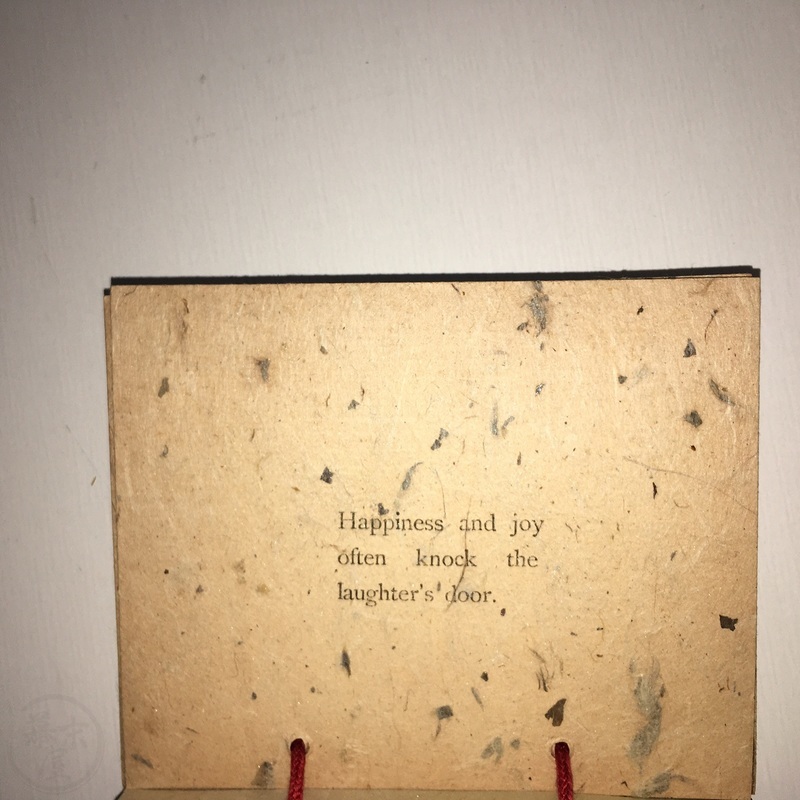 Happiness and joy
often knock the
laughter's door.